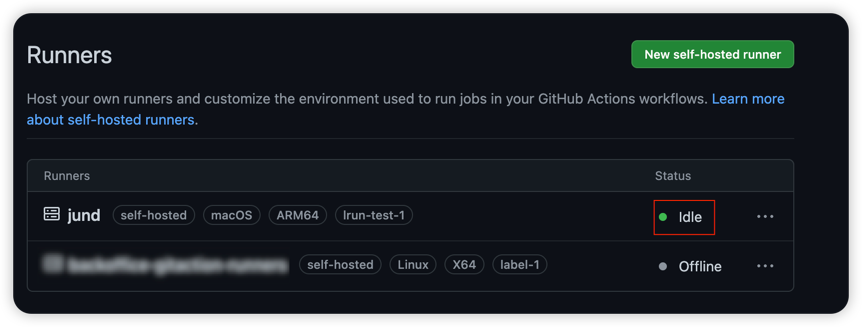 Runners
New self-hosted runner
Host your own runners and customize the environment used to run jobs in your GitHub Actions workflows. Learn more
about self-hosted runners.
Runners Status
jund self-hosted macOS ARM64 lrun-test-1 Idle
self-hosted Linux X64 label-1 Offline